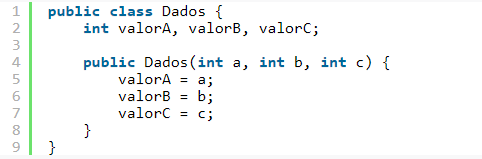 1 public class Dados {
2     int valorA, valorB, valorC;
3
4     public Dados(int a, int b, int c) {
5         valorA = a;
6         valorB = b;
7         valorC = c;
8     }
9 }